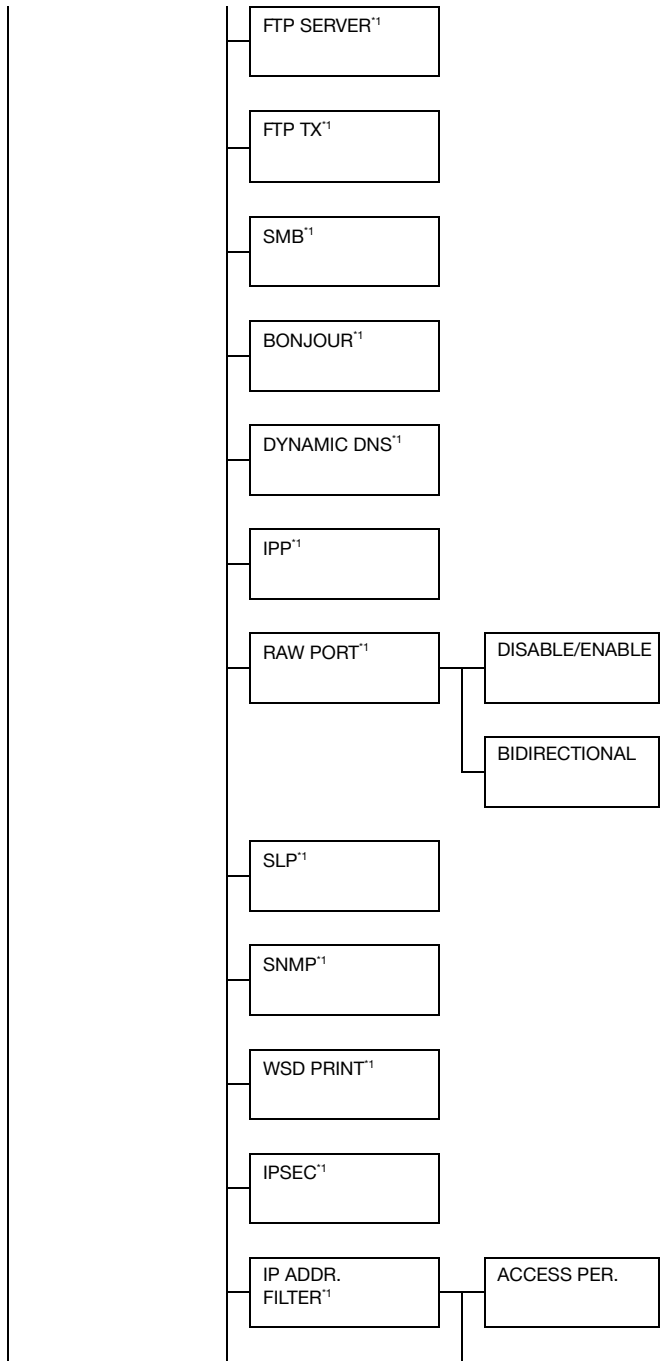 FTP SERVER*1
FTP TX*1
SMB*1
BONJOUR*1
DYNAMIC DNS*1
IPP*1
RAW PORT*1
DISABLE/ENABLE
BIDIRECTIONAL
SLP*1
SNMP*1
WSD PRINT*1
IPSEC*1
IP ADDR.
FILTER*1
ACCESS PER.